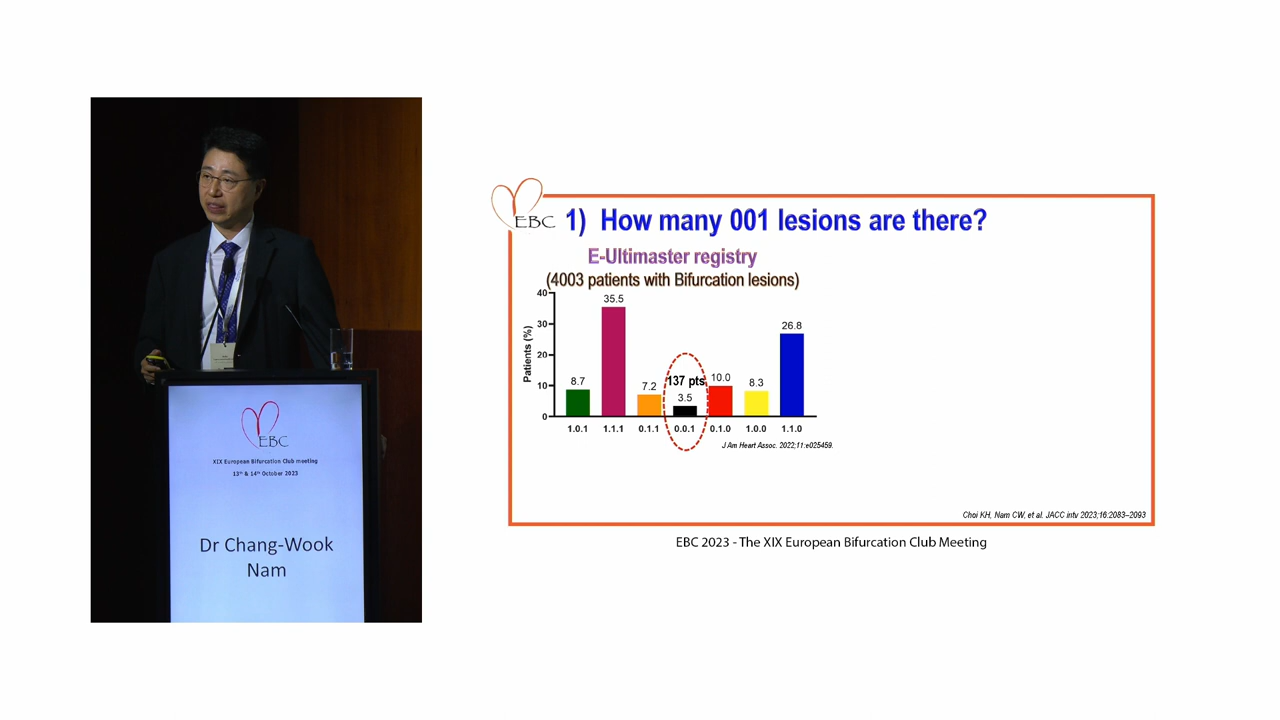 EBC
XIX European Bifurcation Club meeting
13th & 14th October 2023
Dr Chang-Wook
Nam
EBC
1) How many 001 lesions are there?
E-Ultimaster registry
(4003 patients with Bifurcation lesions)
Patients (%)
40
30
20
10
0
8.7
35.5
7.2
137 pts
3.5
10.0
8.3
26.8
1.0.1 1.1.1 0.1.1 0.0.1 0.1.0 1.0.0 1.1.0
J Am Heart Assoc. 2022;11:e025459.
Choi KH, Nam CW, et al. JACC intv 2023;16:2083–2093
EBC 2023 - The XIX European Bifurcation Club Meeting